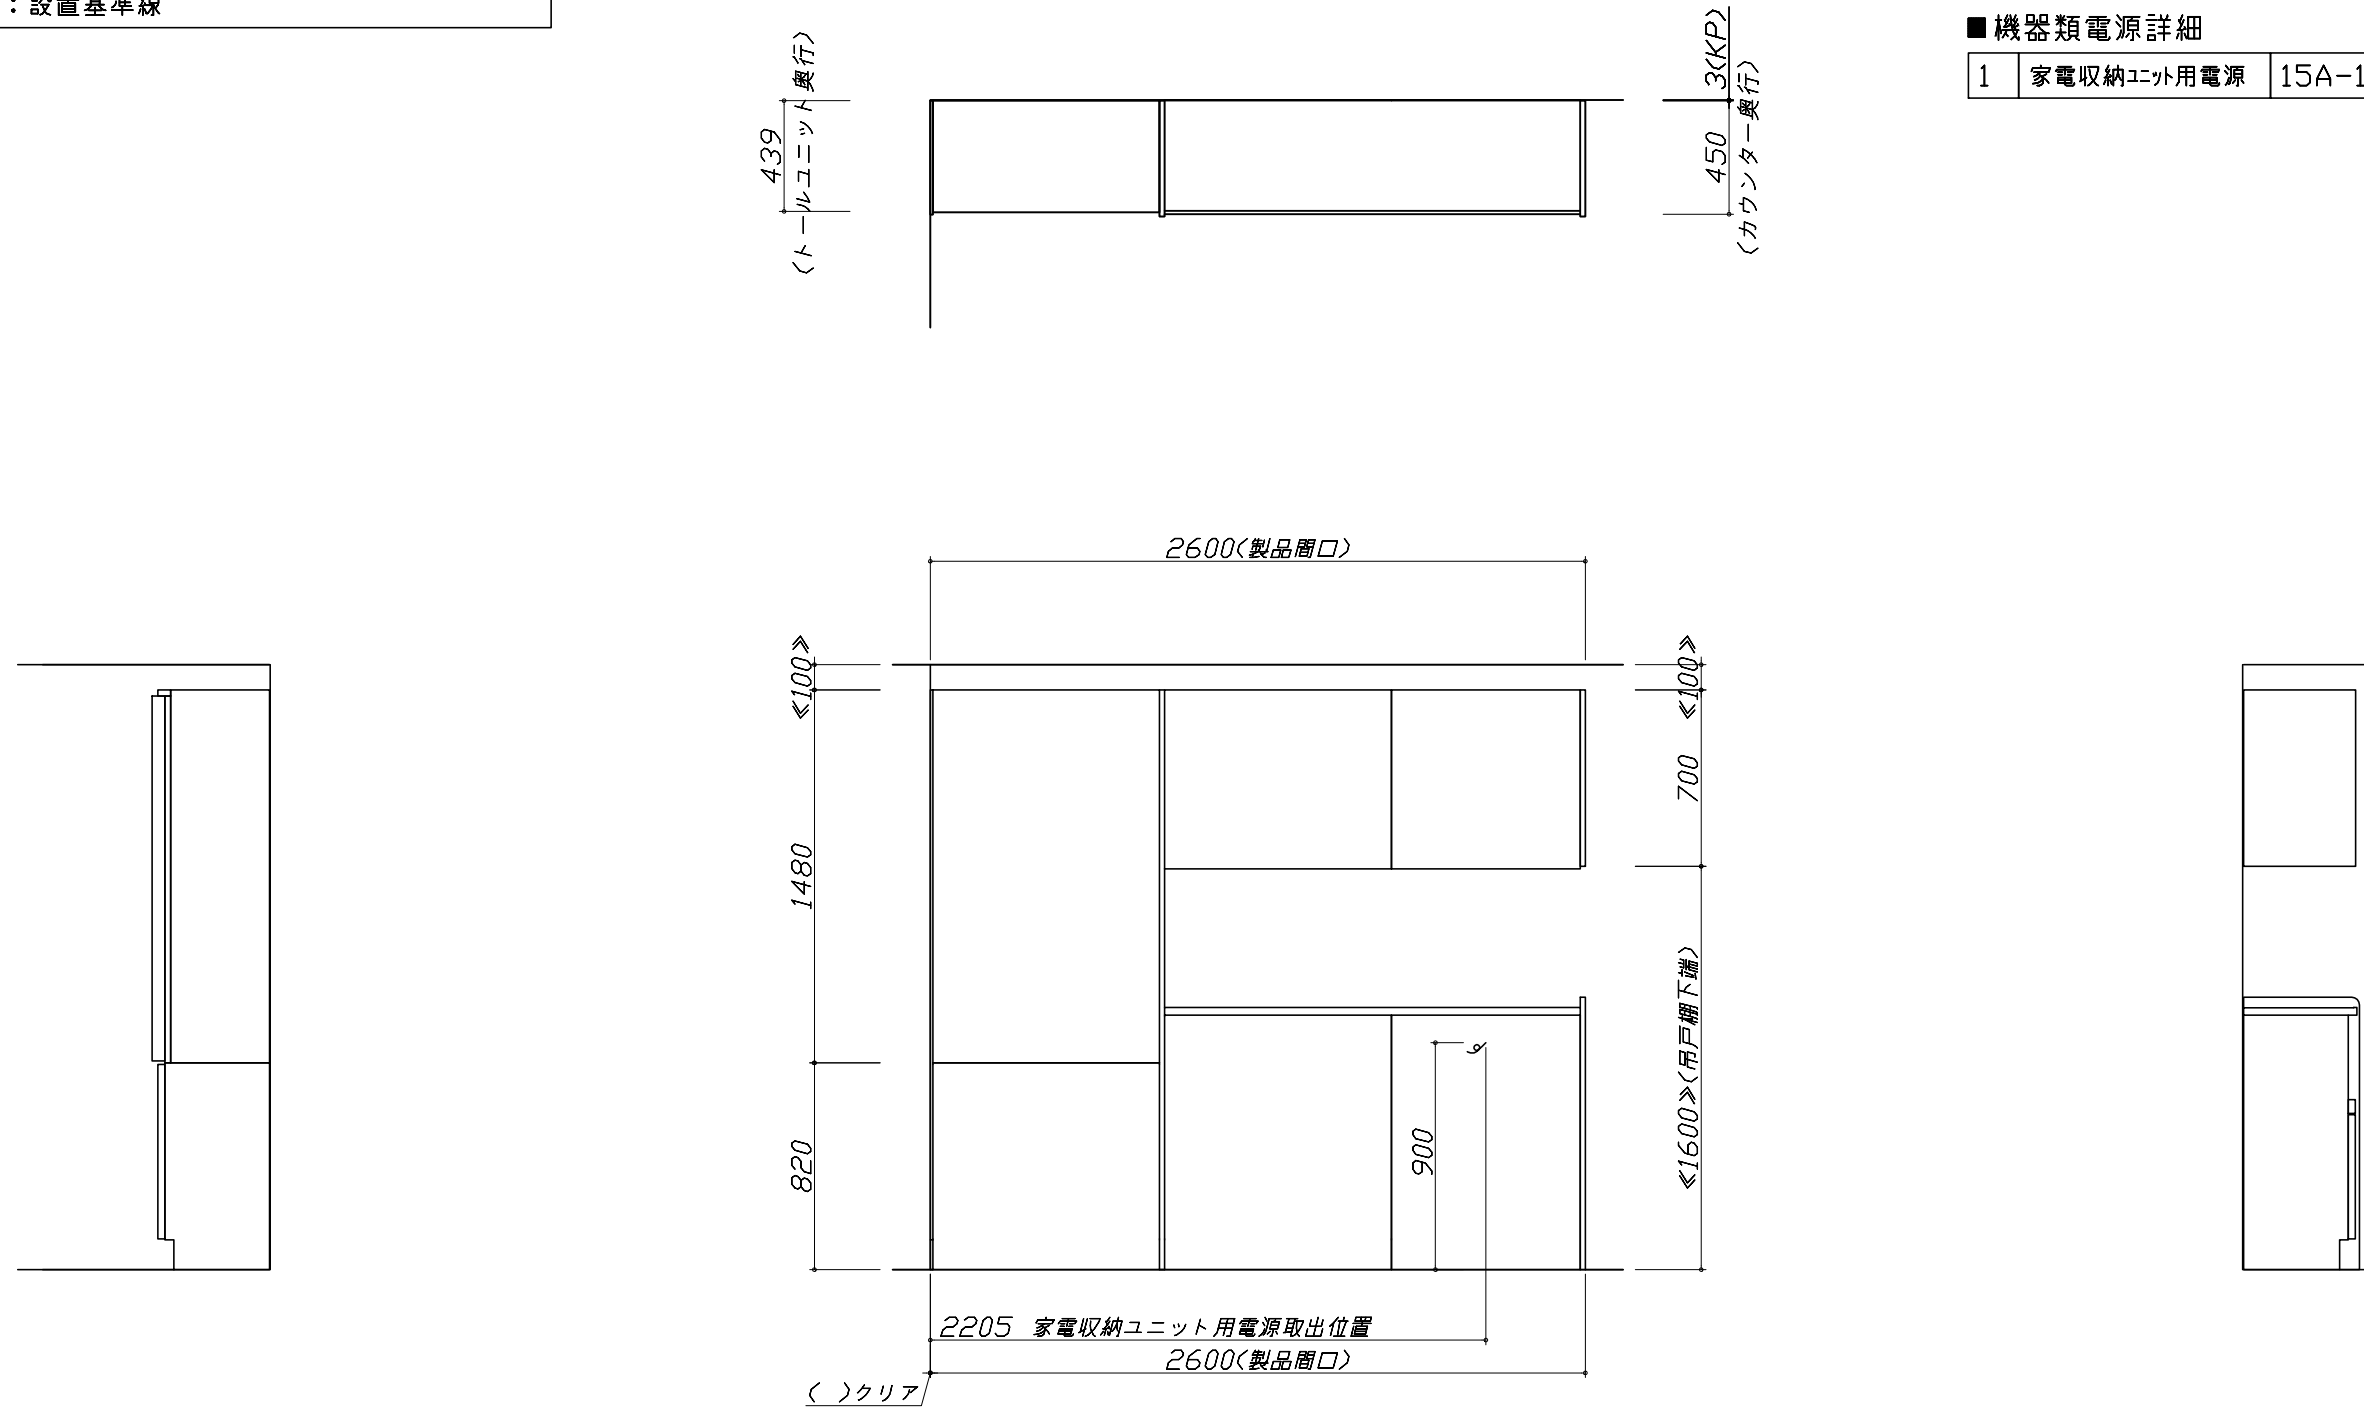 ：設置基準線
■機器類電源詳細
1 家電収納ユニット用電源 15A-1
439
(トールユニット奥行)
3(KP)
450
(カウンター奥行)
2600(製品間口)
≪100≫
1480
820
≪100≫
700
≪1600≫(吊戸棚下端)
900
2205 家電収納ユニット用電源取出位置
2600(製品間口)
( )クリア